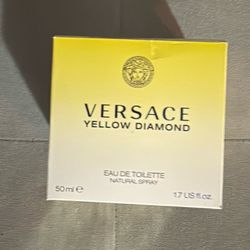 VERSACE
YELLOW DIAMOND
EAU DE TOILETTE
NATURAL SPRAY
50 ml ℮
1.7 US fl.oz.